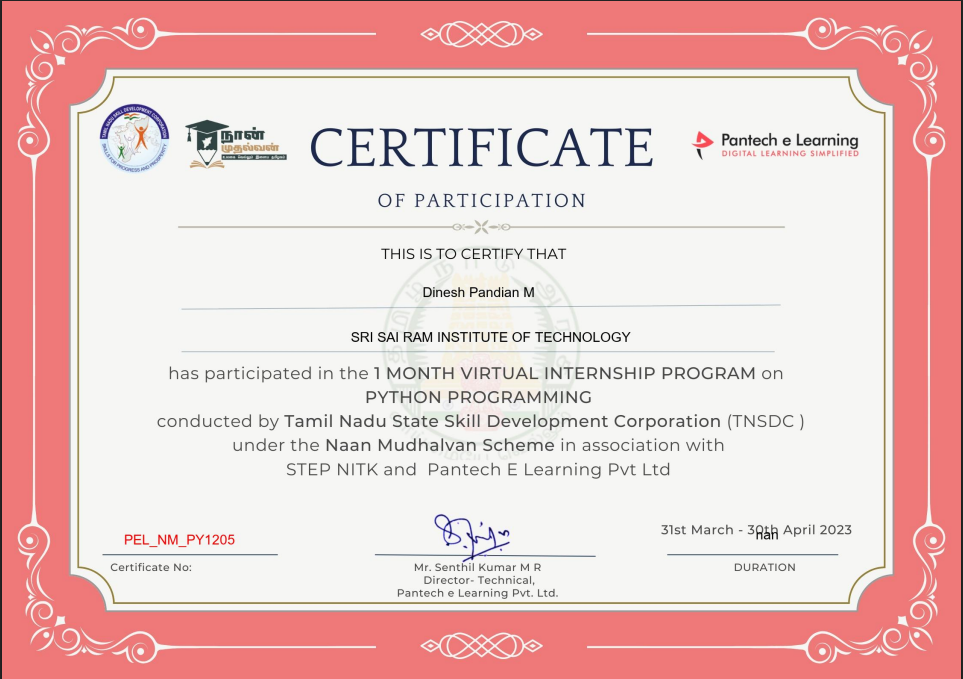 TAMIL NADU SKILL DEVELOPMENT CORPORATION
SKILLS FOR PROGRESS AND PROSPERITY
நான்
முதல்வன்
Pantech e Learning
DIGITAL LEARNING SIMPLIFIED
CERTIFICATE
OF PARTICIPATION
THIS IS TO CERTIFY THAT
Dinesh Pandian M
SRI SAI RAM INSTITUTE OF TECHNOLOGY
has participated in the 1 MONTH VIRTUAL INTERNSHIP PROGRAM on
PYTHON PROGRAMMING
conducted by Tamil Nadu State Skill Development Corporation (TNSDC )
under the Naan Mudhalvan Scheme in association with
STEP NITK and Pantech E Learning Pvt Ltd
PEL_NM_PY1205
Certificate No:
Mr. Senthil Kumar M R
Director- Technical,
Pantech e Learning Pvt. Ltd.
31st March - 30th April 2023
nan
DURATION